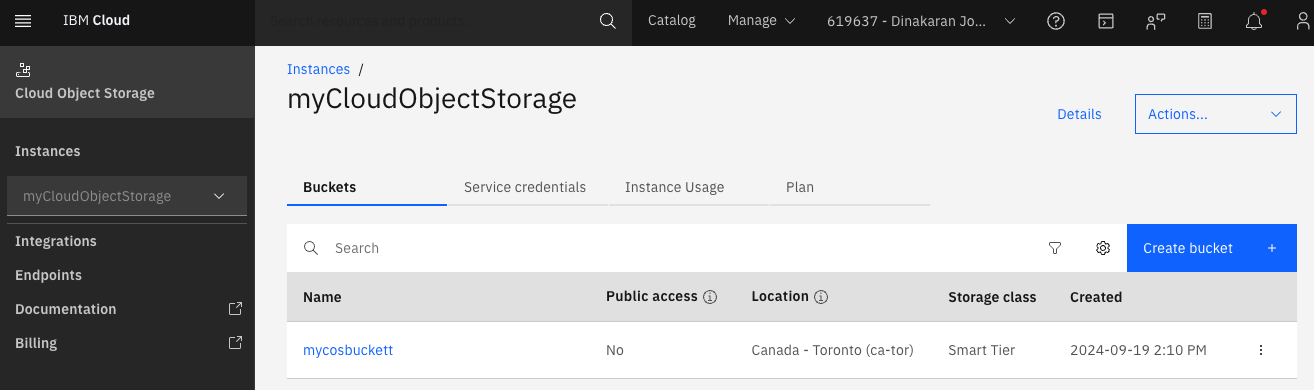 IBM Cloud
Search resources and products...
Catalog
Manage
619637 - Dinakaran Jo...
Cloud Object Storage
Instances
myCloudObjectStorage
Integrations
Endpoints
Documentation
Billing
Instances /
myCloudObjectStorage
Details
Actions...
Buckets
Service credentials
Instance Usage
Plan
Search
Create bucket +
Name Public access Location Storage class Created
mycosbuckett No Canada - Toronto (ca-tor) Smart Tier 2024-09-19 2:10 PM